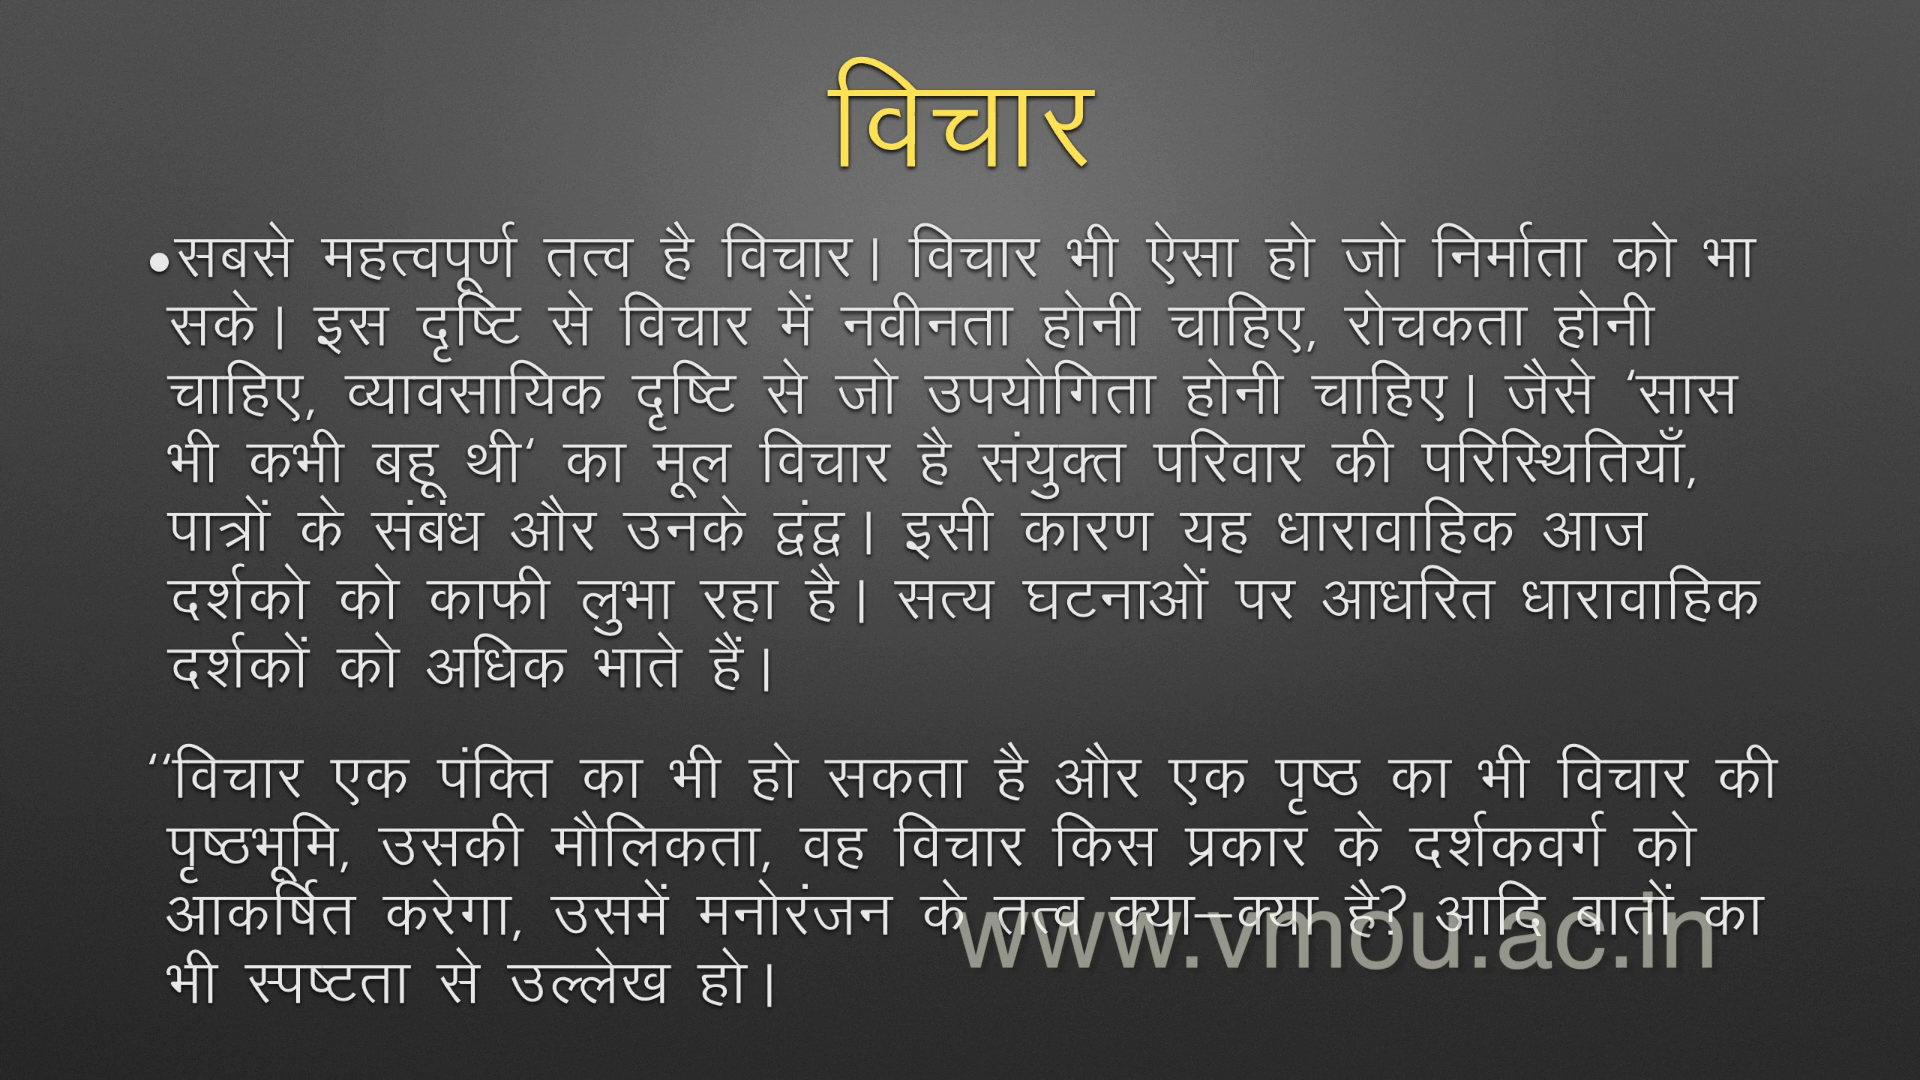 विचार
•सबसे महत्वपूर्ण तत्व है विचार। विचार भी ऐसा हो जो निर्माता को भा
सके। इस दृष्टि से विचार में नवीनता होनी चाहिए, रोचकता होनी
चाहिए, व्यावसायिक दृष्टि से जो उपयोगिता होनी चाहिए। जैसे ‘सास
भी कभी बहू थी‘ का मूल विचार है संयुक्त परिवार की परिस्थितियाँ,
पात्रों के संबंध और उनके द्वंद्व। इसी कारण यह धारावाहिक आज
दर्शको को काफी लुभा रहा है। सत्य घटनाओं पर आधरित धारावाहिक
दर्शकों को अधिक भाते हैं।
‘‘विचार एक पंक्ति का भी हो सकता है और एक पृष्ठ का भी विचार की
पृष्ठभूमि, उसकी मौलिकता, वह विचार किस प्रकार के दर्शकवर्ग को
आकर्षित करेगा, उसमें मनोरंजन के तत्व क्या–क्या है? आदि बातों का
भी स्पष्टता से उल्लेख हो।
www.vmou.ac.in